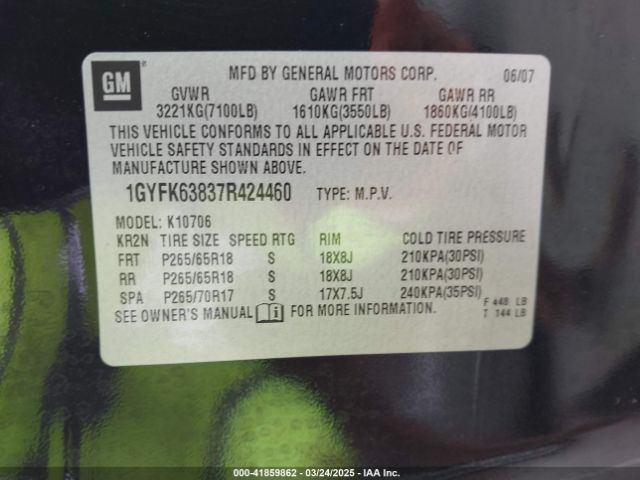 GM ® MFD BY GENERAL MOTORS CORP. 06/07
GVWR GAWR FRT GAWR RR
3221KG(7100LB) 1610KG(3550LB) 1860KG(4100LB)
THIS VEHICLE CONFORMS TO ALL APPLICABLE U.S. FEDERAL MOTOR
VEHICLE SAFETY STANDARDS IN EFFECT ON THE DATE OF
MANUFACTURE SHOWN ABOVE.
1GYFK63837R424460 TYPE: M.P.V.
MODEL: K10706
KR2N TIRE SIZE SPEED RTG RIM COLD TIRE PRESSURE
FRT P265/65R18 S 18X8J 210KPA(30PSI)
RR P265/65R18 S 18X8J 210KPA(30PSI)
SPA P265/70R17 S 17X7.5J 240KPA(35PSI)
SEE OWNER'S MANUAL FOR MORE INFORMATION. F 448 LB
T 144 LB
000-41859862 - 03/24/2025 - IAA Inc.